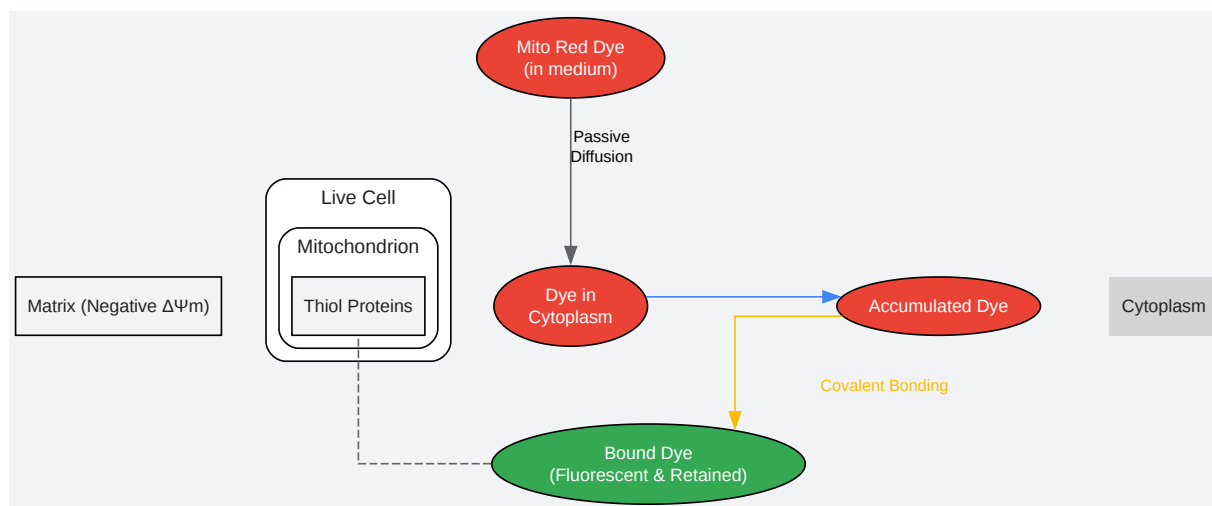 Mito Red Dye
(in medium)
Passive
Diffusion
Live Cell
Mitochondrion
Matrix (Negative ΔΨm)
Thiol Proteins
Dye in
Cytoplasm
Accumulated Dye
Cytoplasm
Covalent Bonding
Bound Dye
(Fluorescent & Retained)